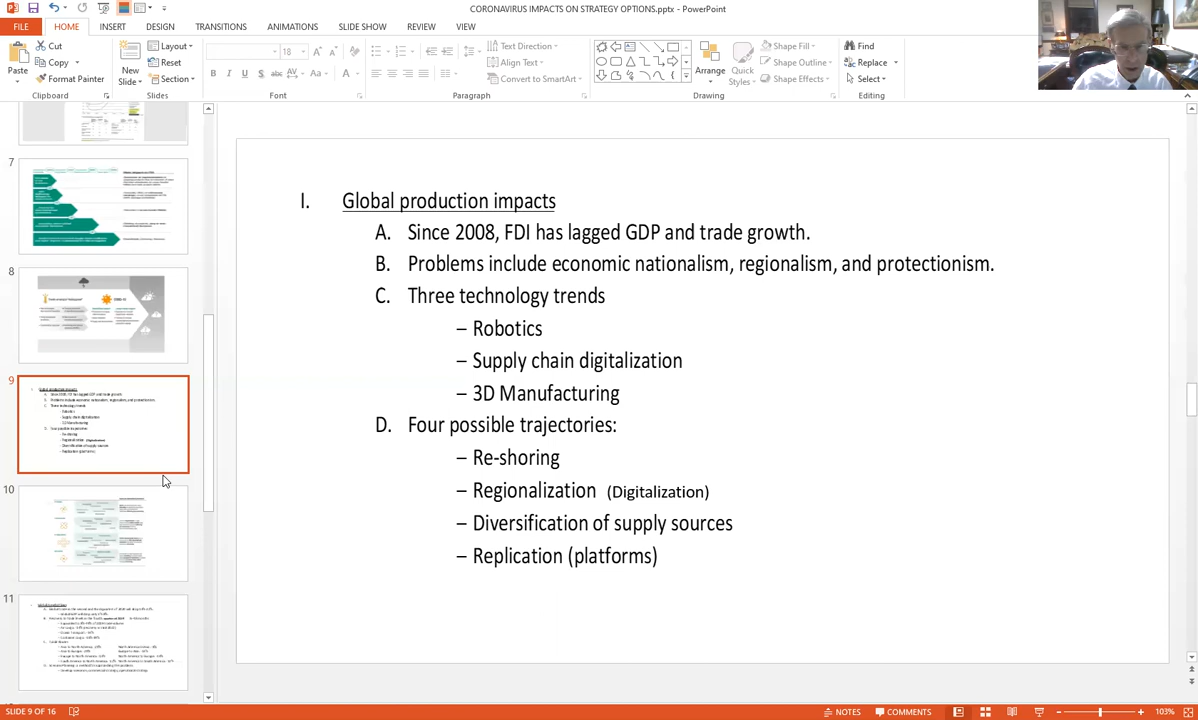 CORONAVIRUS IMPACTS ON STRATEGY OPTIONS.pptx - PowerPoint
FILE HOME INSERT DESIGN TRANSITIONS ANIMATIONS SLIDE SHOW REVIEW VIEW
Cut
Copy
Format Painter
Paste
Clipboard
New
Slide
Layout
Reset
Section
Slides
18
Font
Text Direction
Align Text
Convert to SmartArt
Paragraph
Arrange
Quick
Styles
Shape Fill
Shape Outline
Shape Effects
Drawing
Find
Replace
Select
Editing
7
8
9
10
11
I. Global production impacts
A. Since 2008, FDI has lagged GDP and trade growth.
B. Problems include economic nationalism, regionalism, and protectionism.
C. Three technology trends
– Robotics
– Supply chain digitalization
– 3D Manufacturing
D. Four possible trajectories:
– Re-shoring
– Regionalization (Digitalization)
– Diversification of supply sources
– Replication (platforms)
SLIDE 9 OF 16
NOTES
COMMENTS
103%